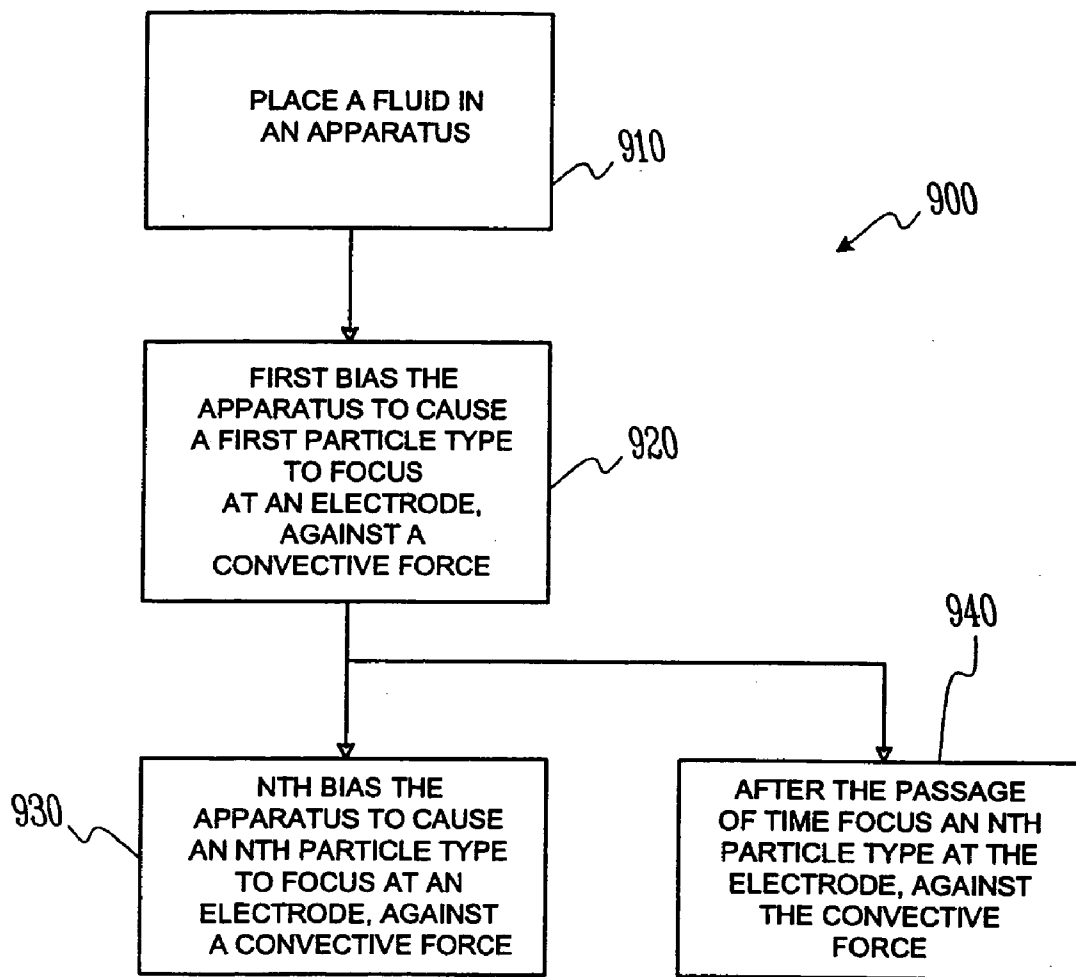 PLACE A FLUID IN
AN APPARATUS
910
900
FIRST BIAS THE
APPARATUS TO CAUSE
A FIRST PARTICLE TYPE
TO FOCUS
AT AN ELECTRODE,
AGAINST A
CONVECTIVE FORCE
920
940
NTH BIAS THE
APPARATUS TO CAUSE
AN NTH PARTICLE TYPE
TO FOCUS AT AN
ELECTRODE, AGAINST
A CONVECTIVE FORCE
930
AFTER THE PASSAGE
OF TIME FOCUS AN NTH
PARTICLE TYPE AT THE
ELECTRODE, AGAINST
THE CONVECTIVE
FORCE